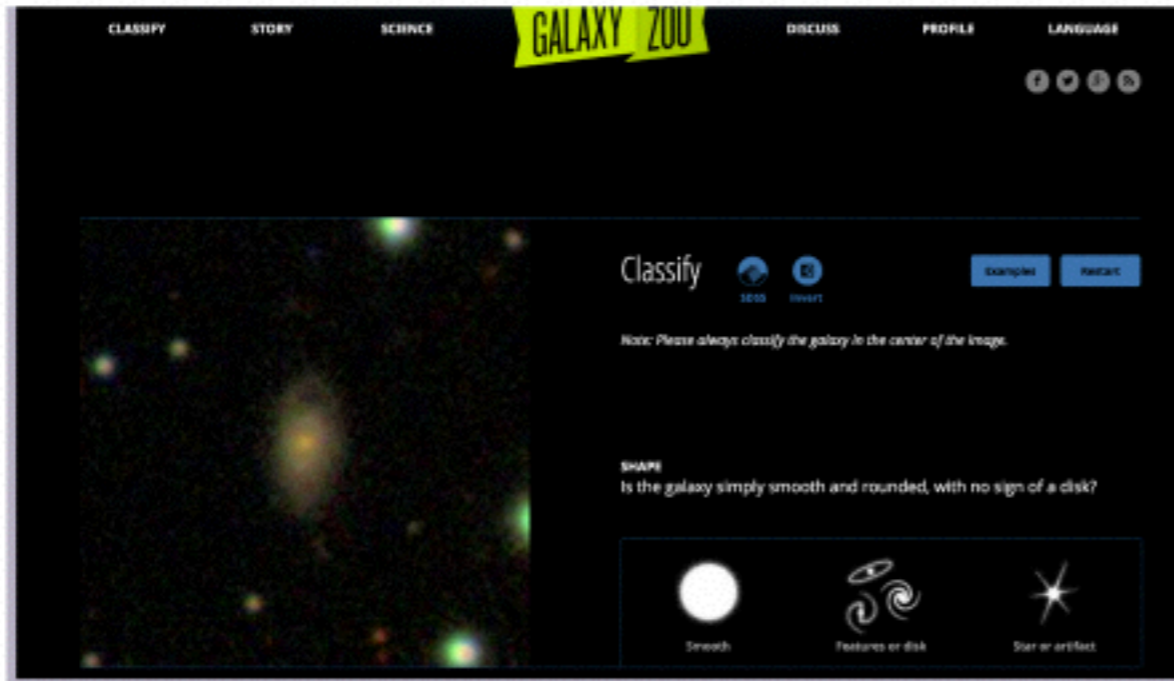 CLASSIFY STORY SCIENCE GALAXY ZOO DISCUSS PROFILE LANGUAGE
Classify
SDSS Invert
Examples Restart
Note: Please always classify the galaxy in the center of the image.
SHAPE
Is the galaxy simply smooth and rounded, with no sign of a disk?
Smooth Features or disk Star or artifact